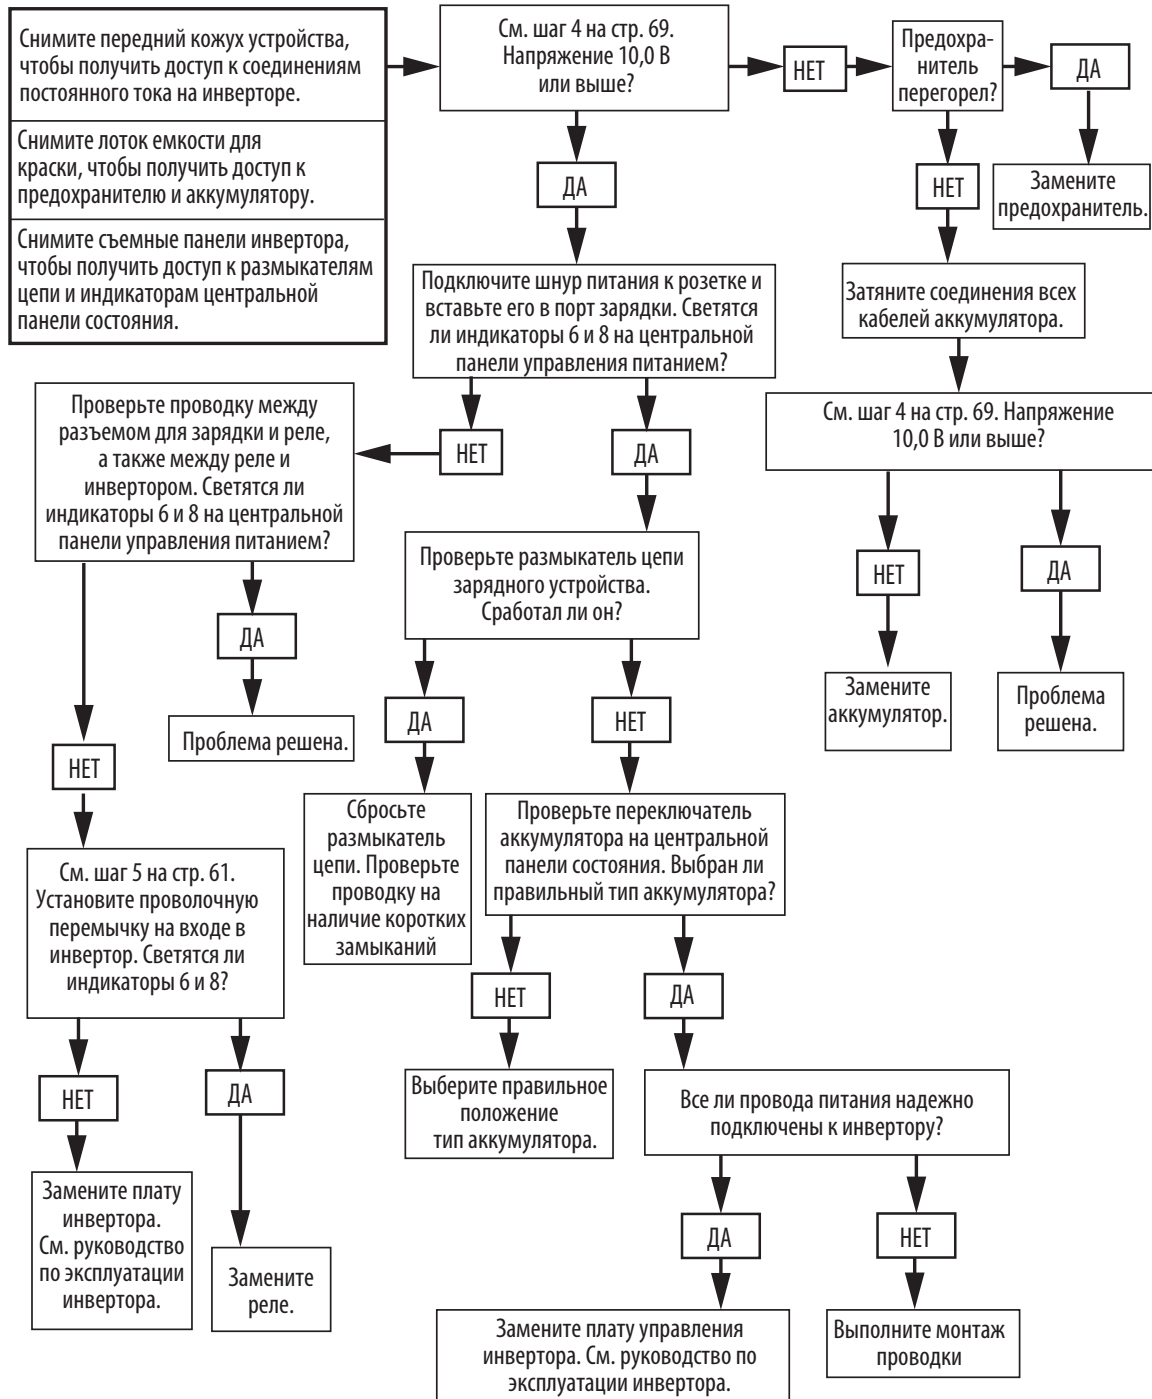 Снимите передний кожух устройства,
чтобы получить доступ к соединениям
постоянного тока на инверторе.
Снимите лоток емкости для
краски, чтобы получить доступ к
предохранителю и аккумулятору.
Снимите съемные панели инвертора,
чтобы получить доступ к размыкателям
цепи и индикаторам центральной
панели состояния.
См. шаг 4 на стр. 69.
Напряжение 10,0 В
или выше?
НЕТ
Предохра-
нитель
перегорел?
ДА
Замените
предохранитель.
НЕТ
Затяните соединения всех
кабелей аккумулятора.
См. шаг 4 на стр. 69. Напряжение
10,0 В или выше?
НЕТ
Замените
аккумулятор.
ДА
Проблема
решена.
ДА
Подключите шнур питания к розетке и
вставьте его в порт зарядки. Светятся
ли индикаторы 6 и 8 на центральной
панели управления питанием?
НЕТ
Проверьте проводку между
разъемом для зарядки и реле,
а также между реле и
инвертором. Светятся ли
индикаторы 6 и 8 на центральной
панели управления питанием?
ДА
Проблема решена.
НЕТ
См. шаг 5 на стр. 61.
Установите проволочную
перемычку на входе в
инвертор. Светятся ли
индикаторы 6 и 8?
НЕТ
Замените плату
инвертора.
См. руководство
по эксплуатации
инвертора.
ДА
Замените
реле.
ДА
Проверьте размыкатель цепи
зарядного устройства.
Сработал ли он?
ДА
Сбросьте
размыкатель
цепи. Проверьте
проводку на
наличие коротких
замыканий
НЕТ
Проверьте переключатель
аккумулятора на центральной
панели состояния. Выбран ли
правильный тип аккумулятора?
НЕТ
Выберите правильное
положение
тип аккумулятора.
ДА
Все ли провода питания надежно
подключены к инвертору?
ДА
Замените плату управления
инвертора. См. руководство по
эксплуатации инвертора.
НЕТ
Выполните монтаж
проводки